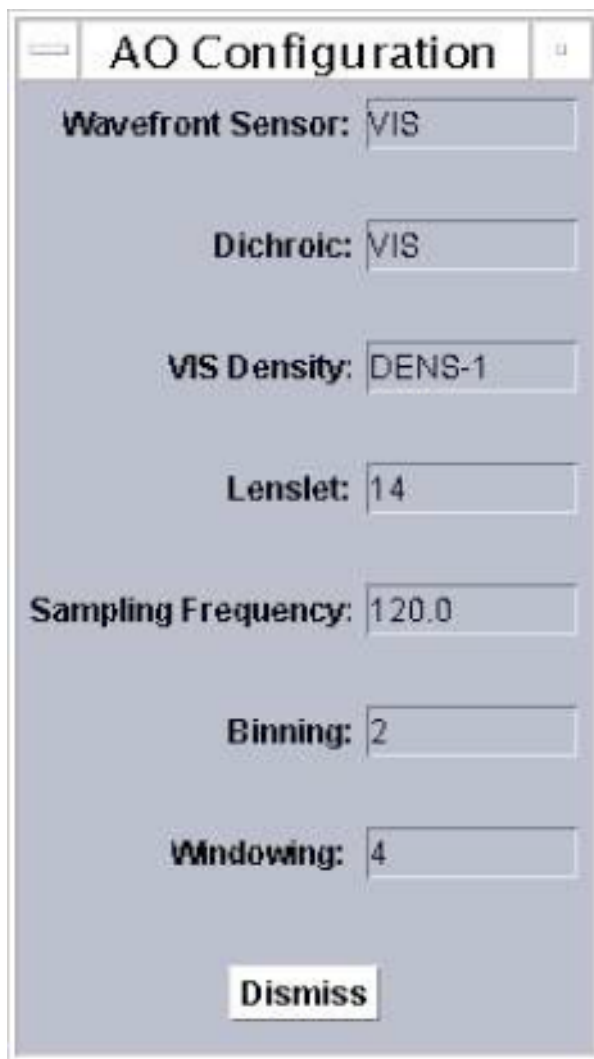 AO Configuration
Wavefront Sensor: VIS
Dichroic: VIS
VIS Density: DENS-1
Lenslet: 14
Sampling Frequency: 120.0
Binning: 2
Windowing: 4
Dismiss